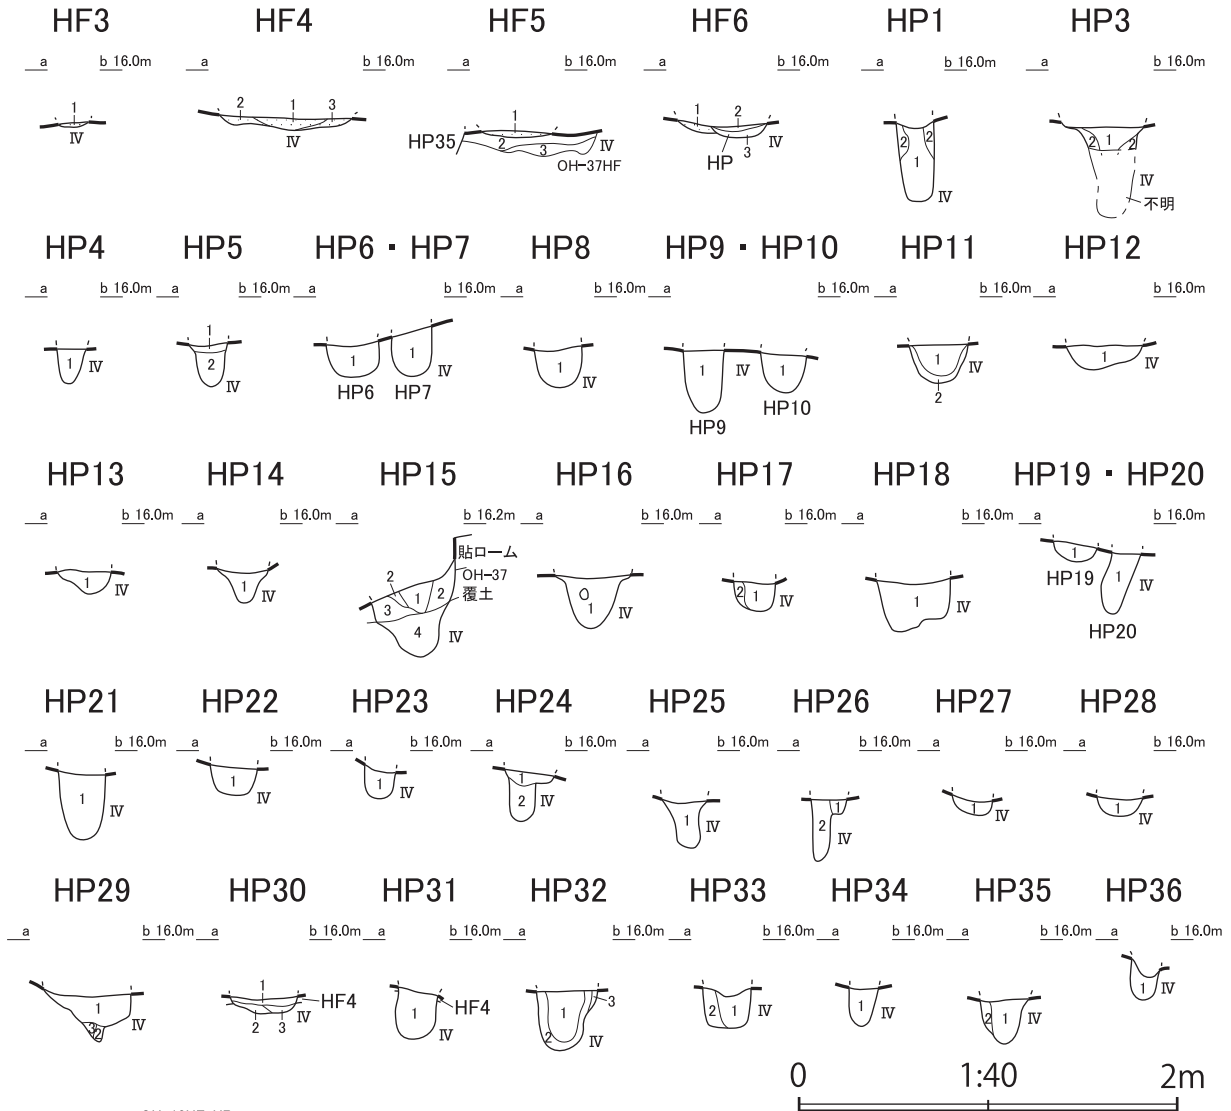 HF3 HF4 HF5 HF6 HP1 HP3
a b 16.0m a b 16.0m a b 16.0m a b 16.0m a b 16.0m a b 16.0m
1 Ⅳ
2 1 3 Ⅳ
HP35 1 2 3 Ⅳ OH-37HF
1 2 HP 3 Ⅳ
2 2 1 Ⅳ
2 1 2 Ⅳ 不明
HP4 HP5 HP6・HP7 HP8 HP9・HP10 HP11 HP12
a b 16.0m a b 16.0m a b 16.0m a b 16.0m a b 16.0m a b 16.0m b 16.0m
1 Ⅳ
1 2 Ⅳ
1 1 Ⅳ HP6 HP7
1 Ⅳ
1 Ⅳ 1 HP9 HP10
1 Ⅳ 2
1 Ⅳ
HP13 HP14 HP15 HP16 HP17 HP18 HP19・HP20
a b 16.0m a b 16.0m a b 16.2m a b 16.0m a b 16.0m a b 16.0m a b 16.0m
1 Ⅳ
1 Ⅳ
貼ローム OH-37 覆土 2 1 2 3 4 Ⅳ
1 Ⅳ
2 1 Ⅳ
1 Ⅳ
1 HP19 1 Ⅳ HP20
HP21 HP22 HP23 HP24 HP25 HP26 HP27 HP28
a b 16.0m a b 16.0m a b 16.0m a b 16.0m a b 16.0m a b 16.0m a b 16.0m a b 16.0m
1 Ⅳ
1 Ⅳ
1 Ⅳ
1 2 Ⅳ
1 Ⅳ
1 2 Ⅳ
1 Ⅳ
1 Ⅳ
HP29 HP30 HP31 HP32 HP33 HP34 HP35 HP36
a b 16.0m a b 16.0m a b 16.0m a b 16.0m a b 16.0m a b 16.0m a b 16.0m a b 16.0m
1 3 2 Ⅳ
1 HF4 2 3 Ⅳ
HF4 1 Ⅳ
1 3 2 Ⅳ
2 1 Ⅳ
1 Ⅳ
2 1 Ⅳ
1 Ⅳ
0 1:40 2m